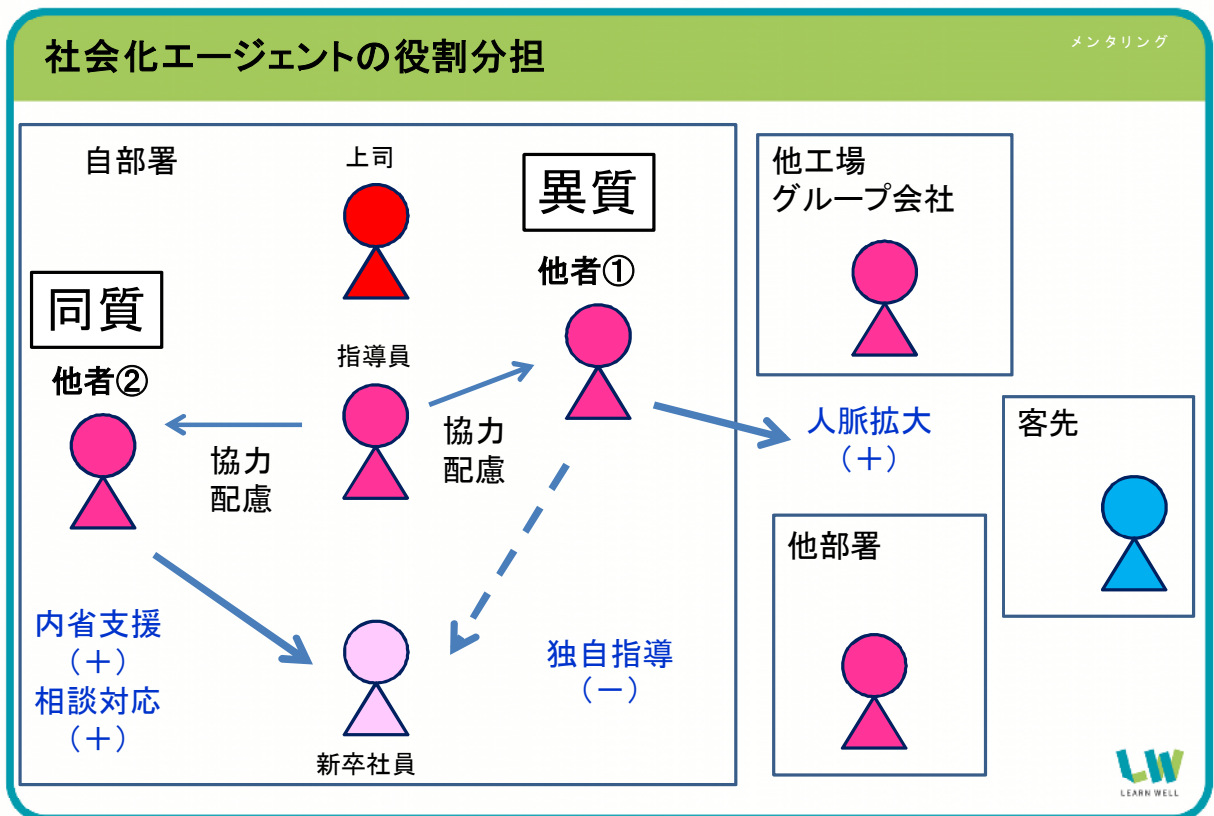 社会化エージェントの役割分担
メンタリング
自部署
上司
異質
他者①
同質
他者②
指導員
協力
配慮
協力
配慮
内省支援
（＋）
相談対応
（＋）
独自指導
（－）
新卒社員
他工場
グループ会社
人脈拡大
（＋）
客先
他部署
LW
LEARN WELL